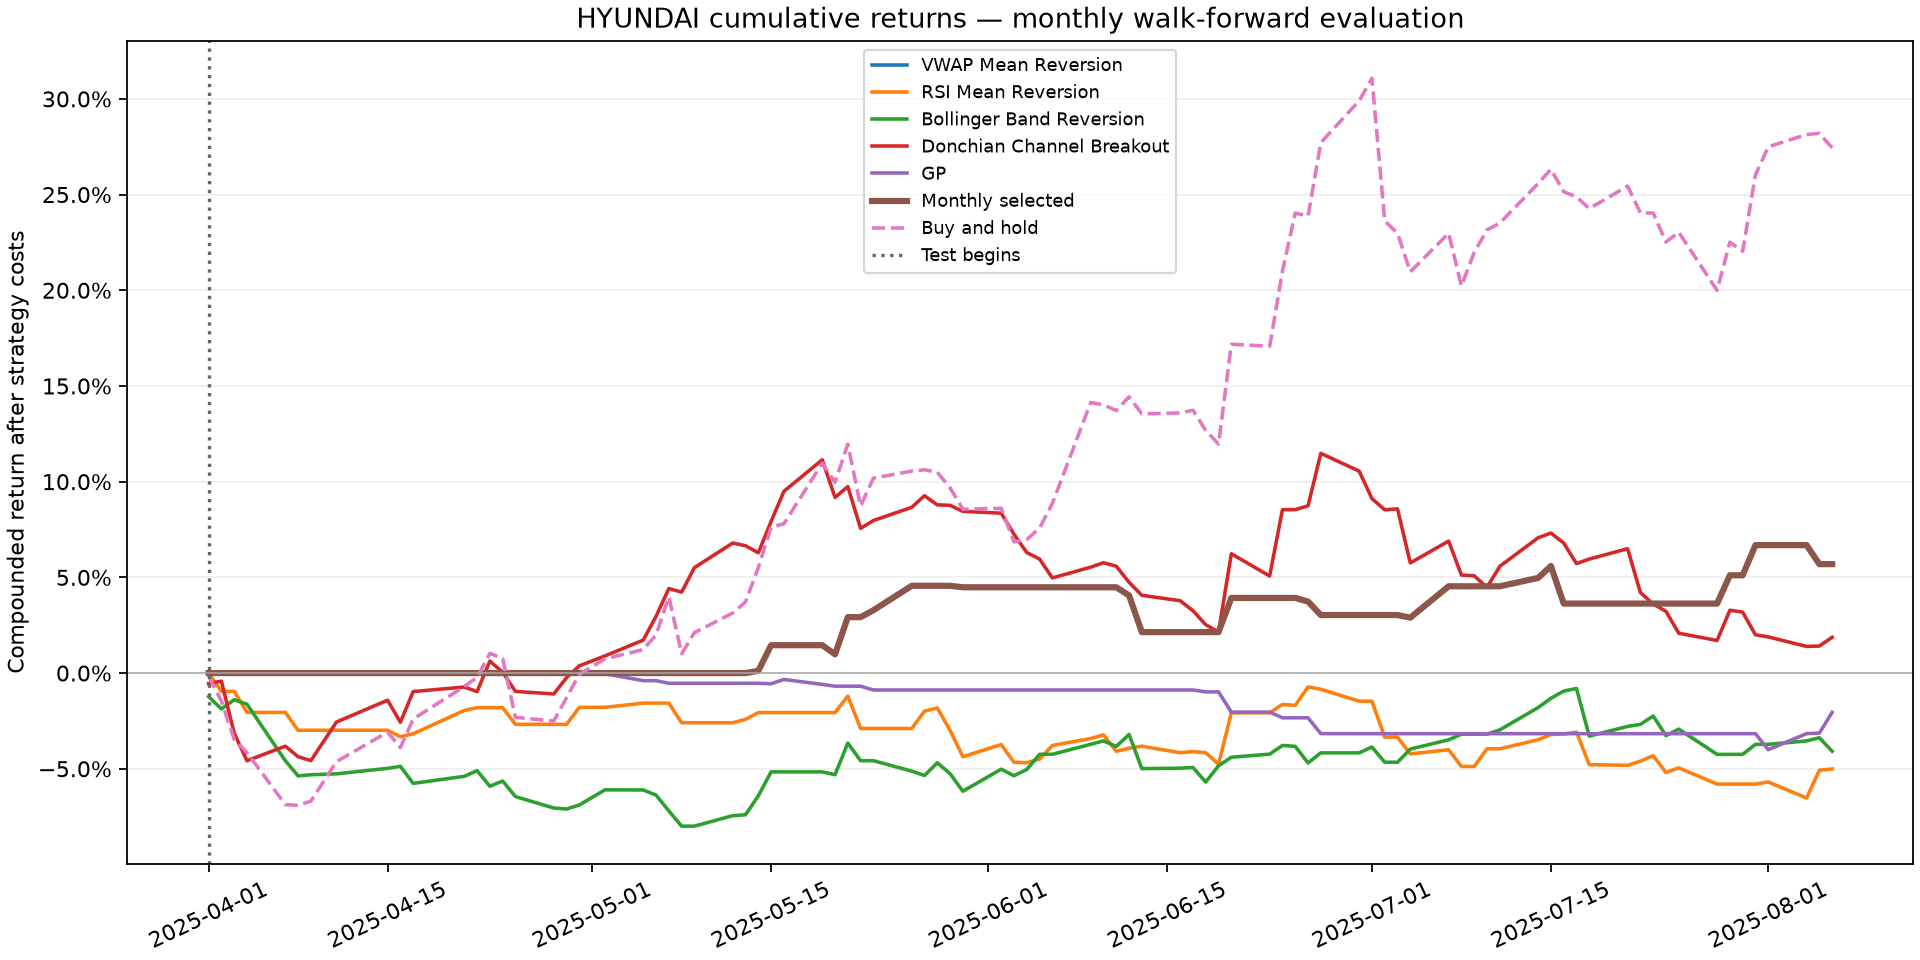 HYUNDAI cumulative returns — monthly walk-forward evaluation
Compounded return after strategy costs
30.0%
25.0%
20.0%
15.0%
10.0%
5.0%
0.0%
−5.0%
VWAP Mean Reversion
RSI Mean Reversion
Bollinger Band Reversion
Donchian Channel Breakout
GP
Monthly selected
Buy and hold
Test begins
2025-04-01
2025-04-15
2025-05-01
2025-05-15
2025-06-01
2025-06-15
2025-07-01
2025-07-15
2025-08-01